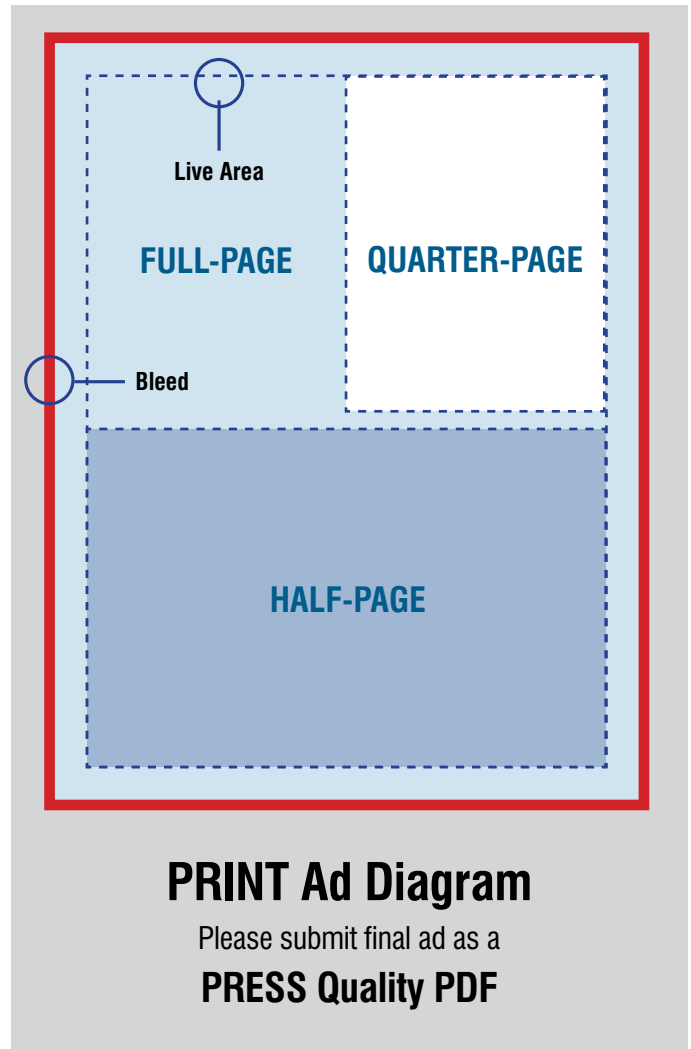 Live Area
FULL-PAGE
QUARTER-PAGE
Bleed
HALF-PAGE
PRINT Ad Diagram
Please submit final ad as a
PRESS Quality PDF